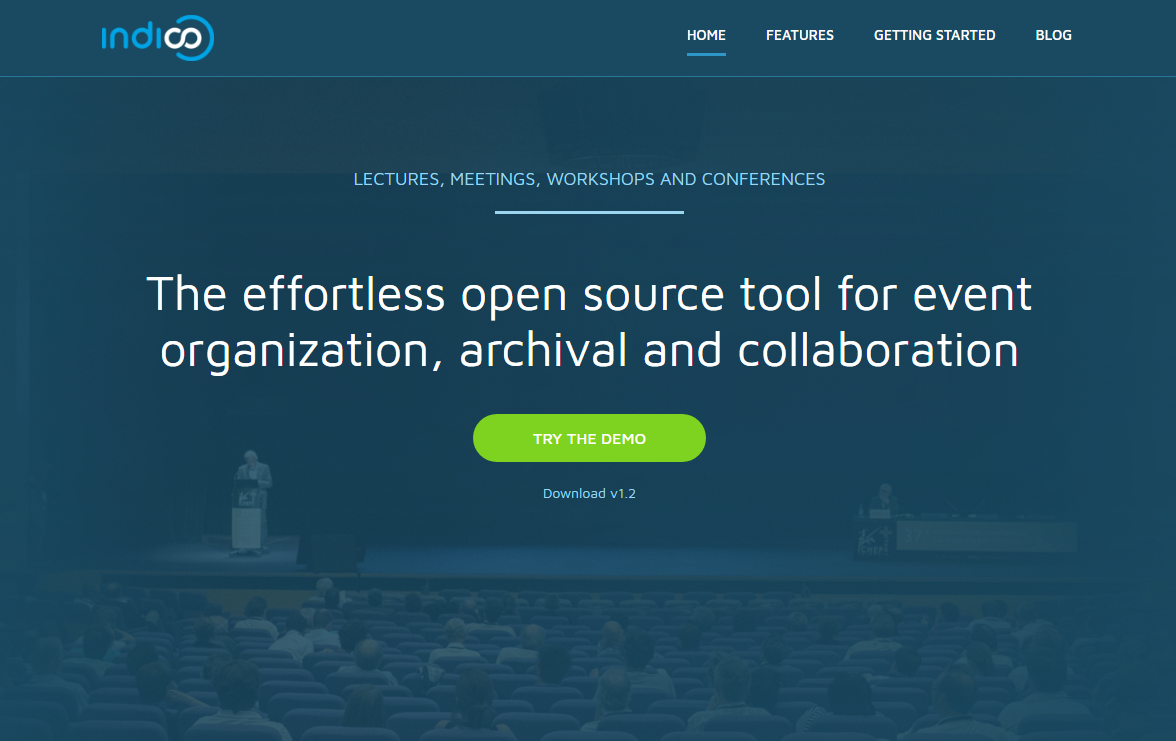 indico
HOME FEATURES GETTING STARTED BLOG
LECTURES, MEETINGS, WORKSHOPS AND CONFERENCES
The effortless open source tool for event
organization, archival and collaboration
TRY THE DEMO
Download v1.2